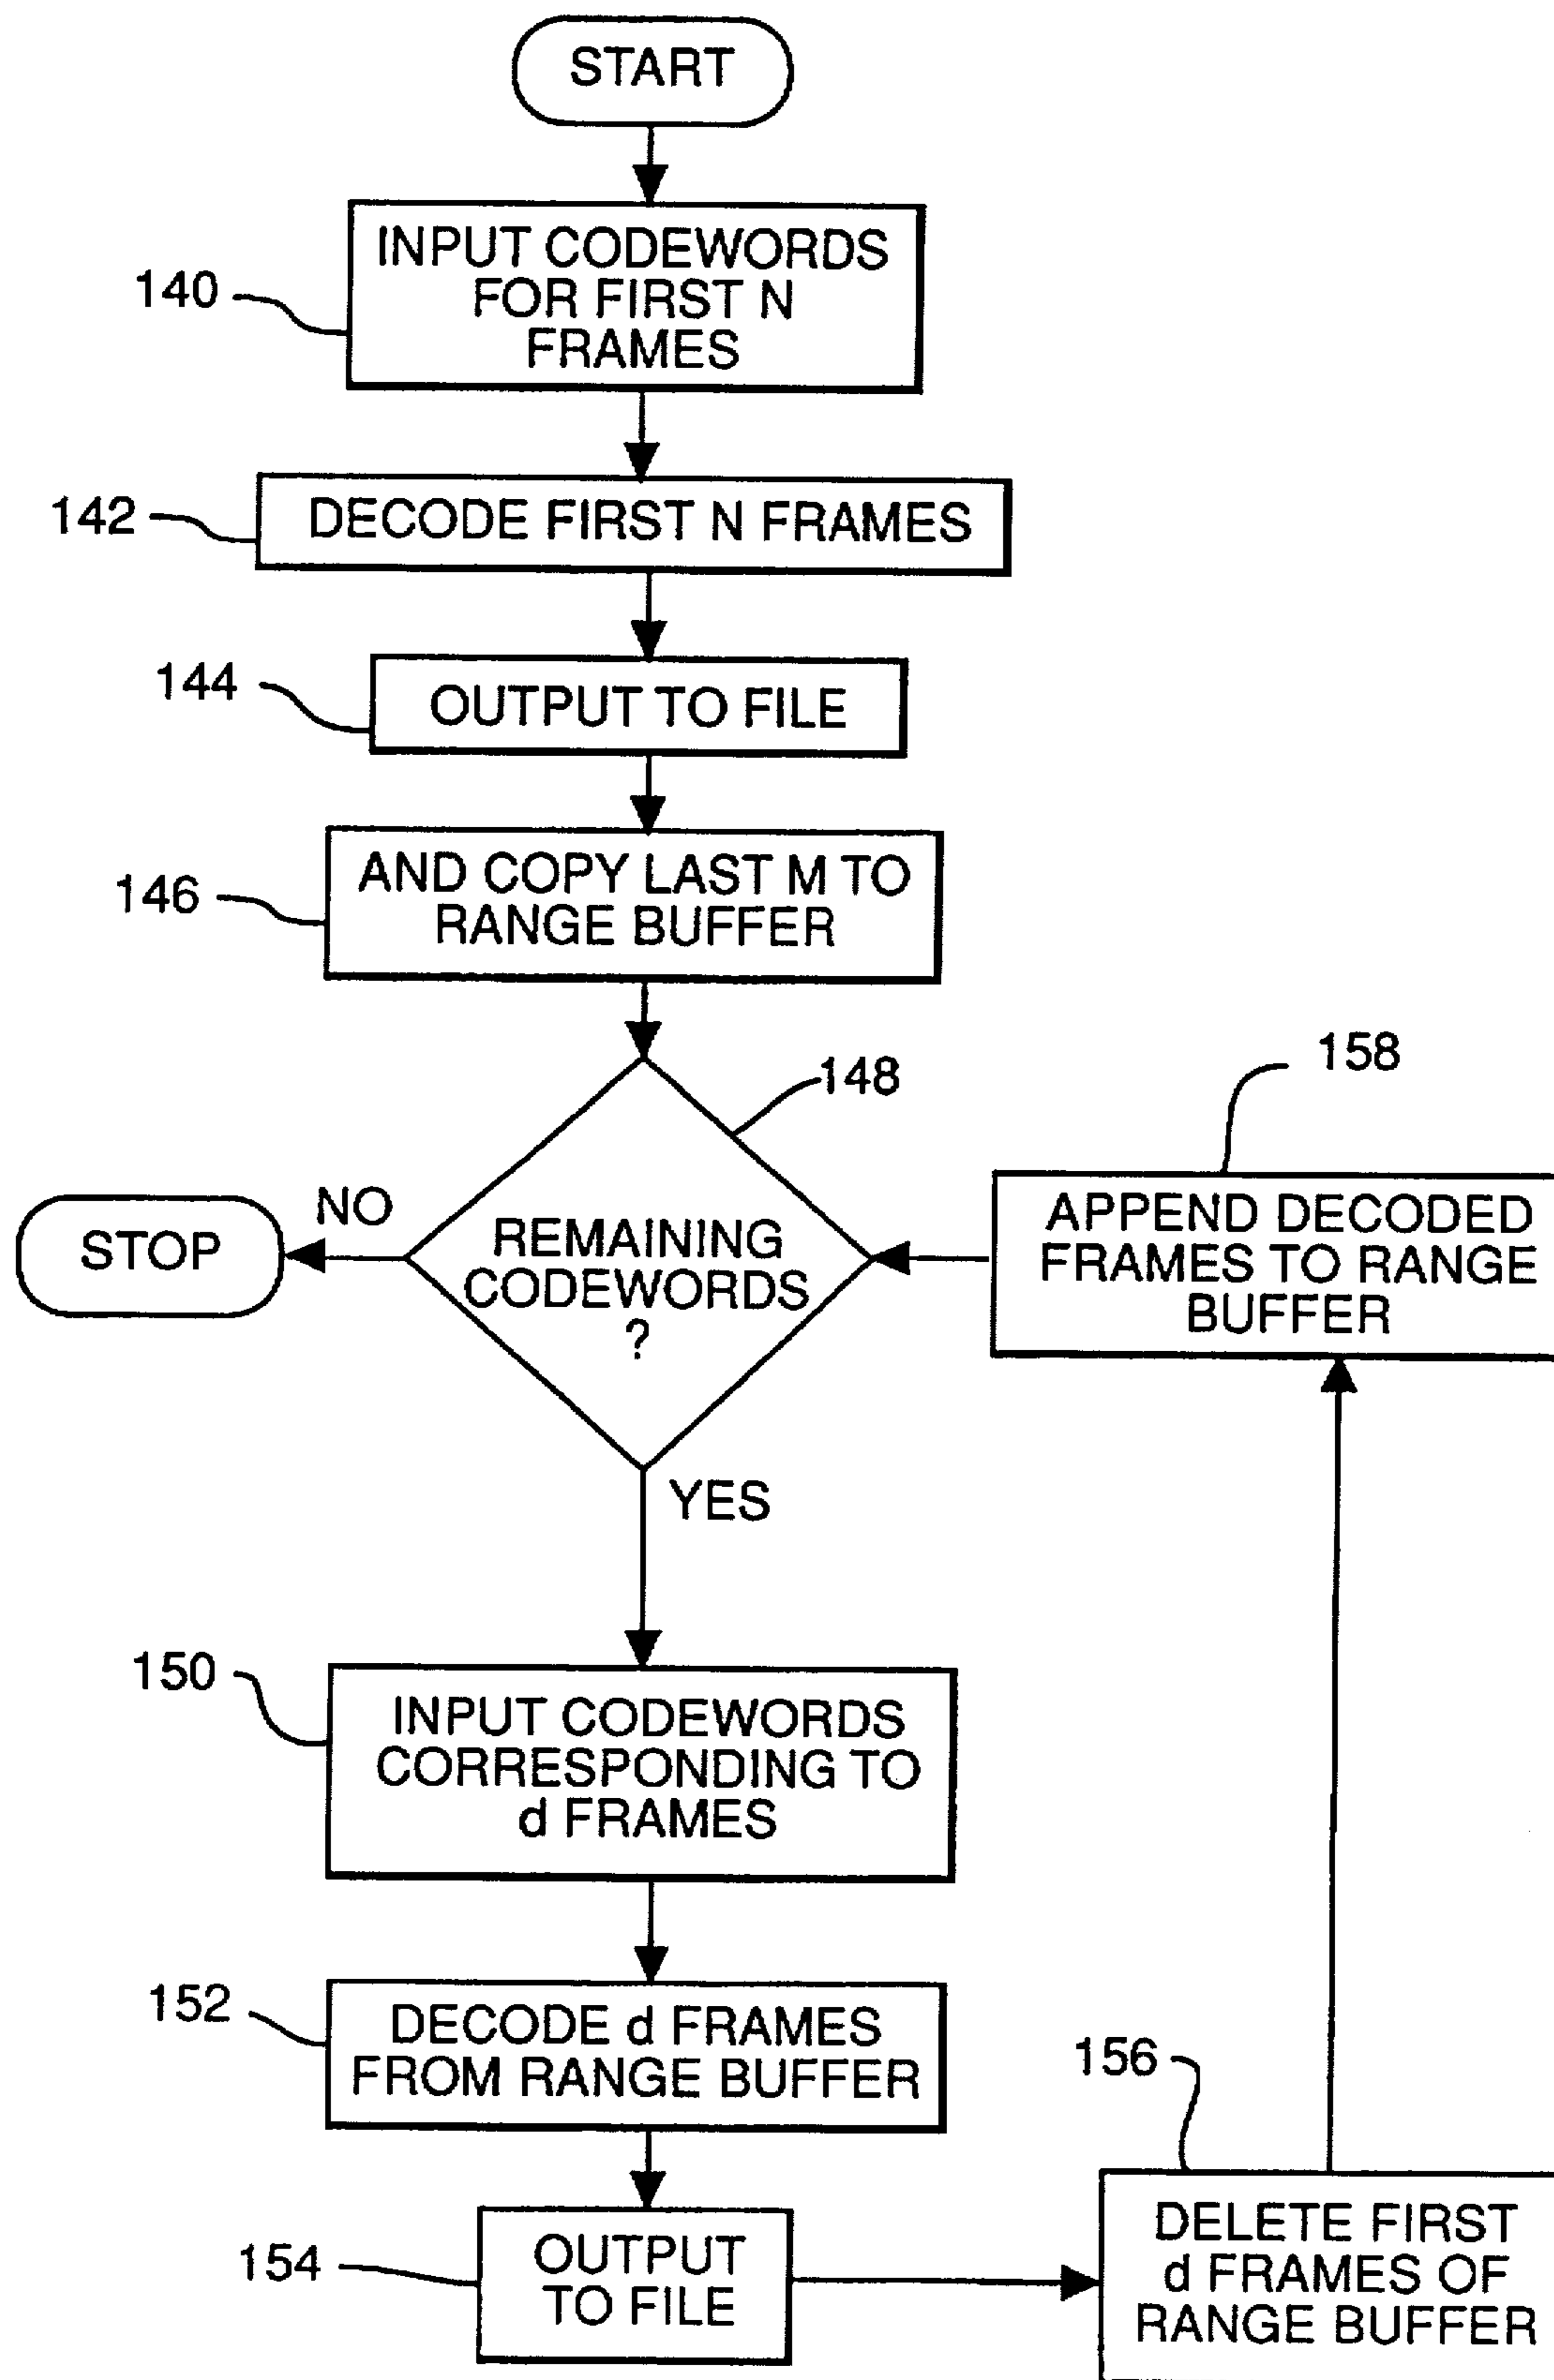 START
INPUT CODEWORDS
FOR FIRST N
FRAMES
140
DECODE FIRST N FRAMES
142
144
OUTPUT TO FILE
AND COPY LAST M TO
RANGE BUFFER
146
148
158
NO
STOP
REMAINING
CODEWORDS
?
APPEND DECODED
FRAMES TO RANGE
BUFFER
YES
150
INPUT CODEWORDS
CORRESPONDING TO
d FRAMES
152
DECODE d FRAMES
FROM RANGE BUFFER
156
154
OUTPUT
TO FILE
DELETE FIRST
d FRAMES OF
RANGE BUFFER